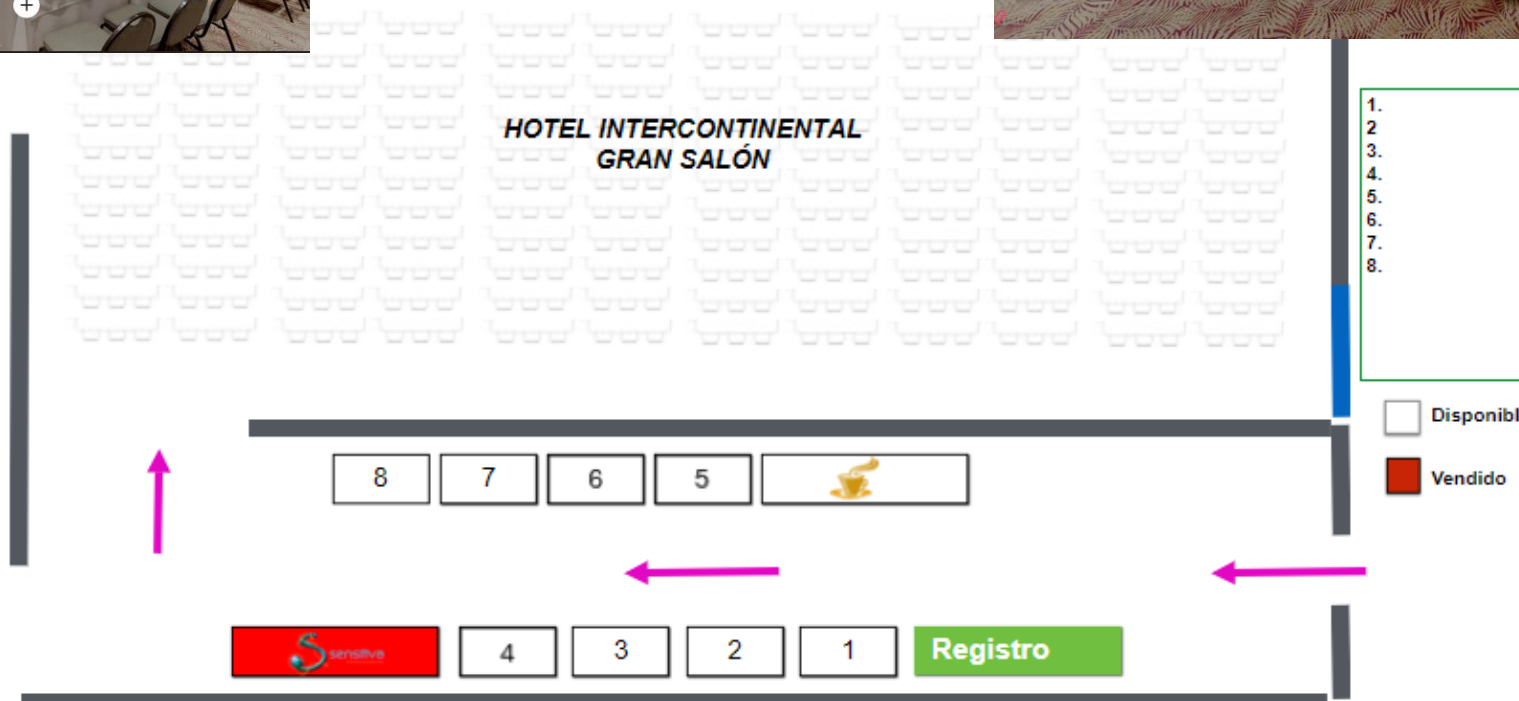 HOTEL INTERCONTINENTAL
GRAN SALÓN
1.
2
3.
4.
5.
6.
7.
8.
Disponibl
Vendido
8
7
6
5
sensitiva
4
3
2
1
Registro